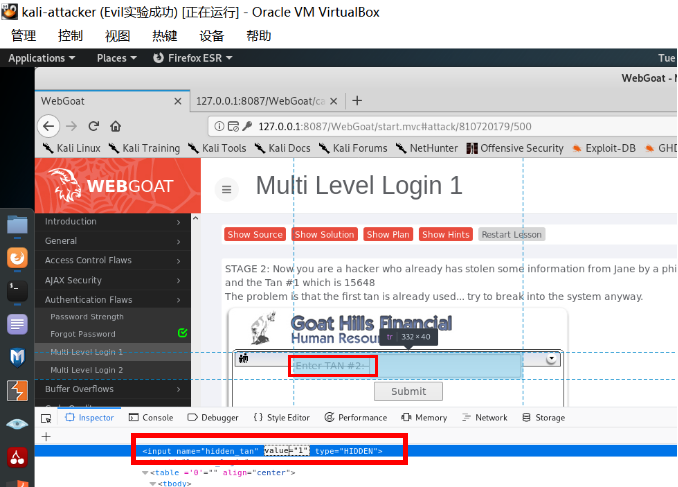 kali-attacker (Evil实验成功) [正在运行] - Oracle VM VirtualBox
管理 控制 视图 热键 设备 帮助
Applications Places Firefox ESR Tue
WebGoat - M
WebGoat 127.0.0.1:8087/WebGoat/ca
127.0.0.1:8087/WebGoat/start.mvc#attack/810720179/500
Kali Linux Kali Training Kali Tools Kali Docs Kali Forums NetHunter Offensive Security Exploit-DB GHD
WEBGOAT
Multi Level Login 1
Introduction
General
Access Control Flaws
AJAX Security
Authentication Flaws
Password Strength
Forgot Password
Multi Level Login 1
Multi Level Login 2
Buffer Overflows
Show Source Show Solution Show Plan Show Hints Restart Lesson
STAGE 2: Now you are a hacker who already has stolen some information from Jane by a phi
and the Tan #1 which is 15648
The problem is that the first tan is already used... try to break into the system anyway.
Goat Hills Financial
Human Resour
tr 332 × 40
Enter TAN #2:
Submit
Inspector Console Debugger Style Editor Performance Memory Network Storage
<input name="hidden_tan" value="1" type="HIDDEN">
<table ='0'="" align="center">
<tbody>